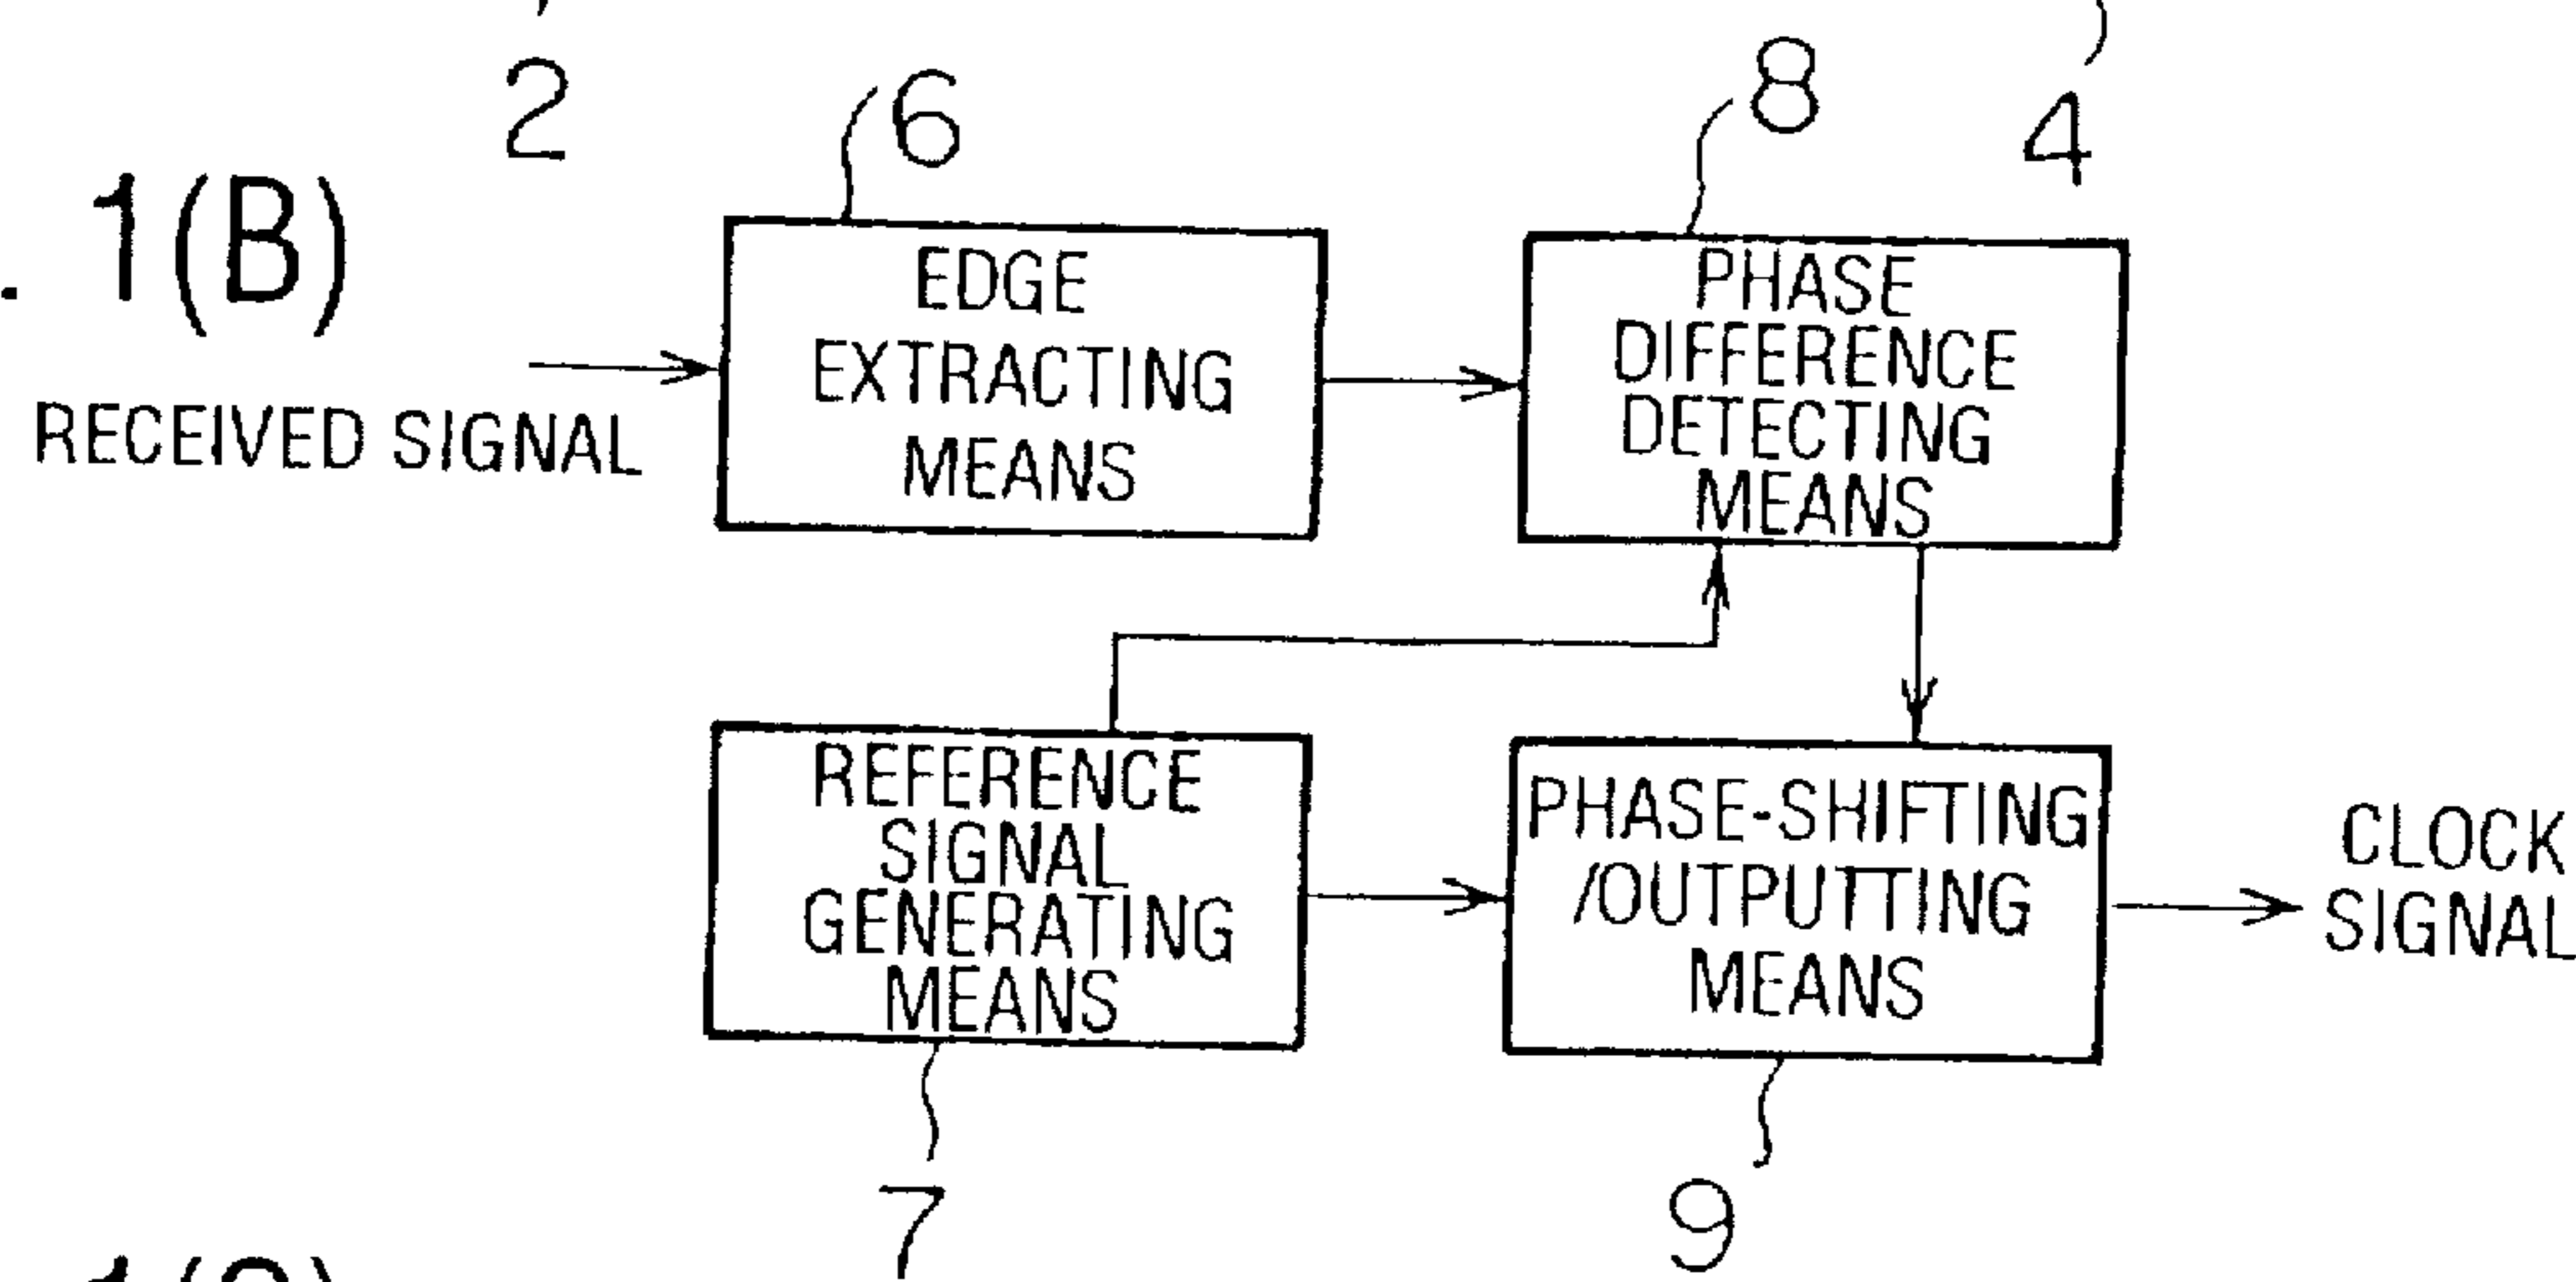 2
6
8
4
. 1(B)
EDGE
EXTRACTING
MEANS
PHASE
DIFFERENCE
DETECTING
MEANS
RECEIVED SIGNAL
REFERENCE
SIGNAL
GENERATING
MEANS
PHASE-SHIFTING
/OUTPUTTING
MEANS
CLOCK
SIGNAL
7
9